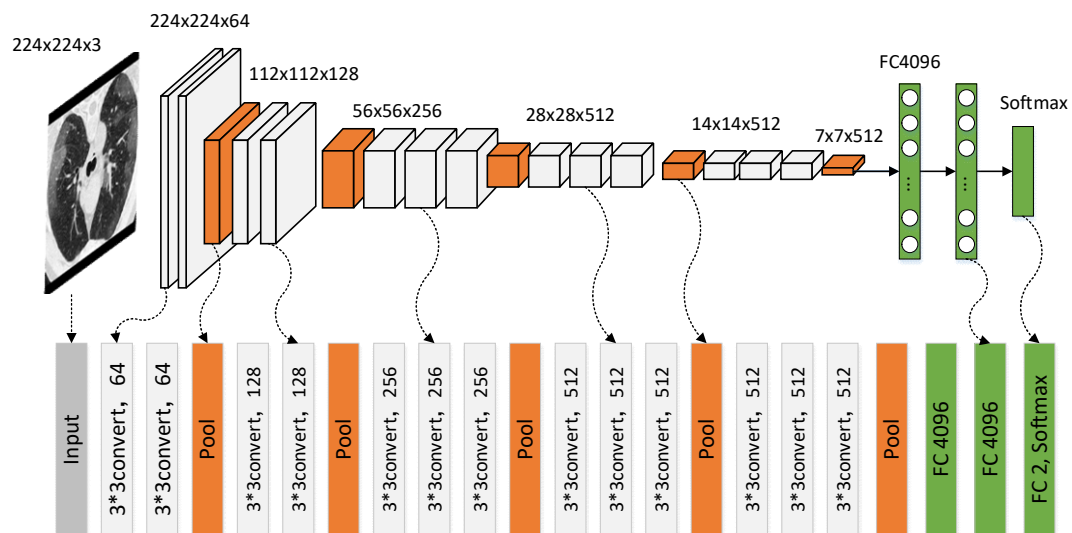 224x224x3
224x224x64
112x112x128
56x56x256
28x28x512
14x14x512
7x7x512
FC4096
Softmax
...
...
Input
3*3convert, 64
3*3convert, 64
Pool
3*3convert, 128
3*3convert, 128
Pool
3*3convert, 256
3*3convert, 256
3*3convert, 256
Pool
3*3convert, 512
3*3convert, 512
3*3convert, 512
Pool
3*3convert, 512
3*3convert, 512
3*3convert, 512
Pool
FC 4096
FC 4096
FC 2, Softmax